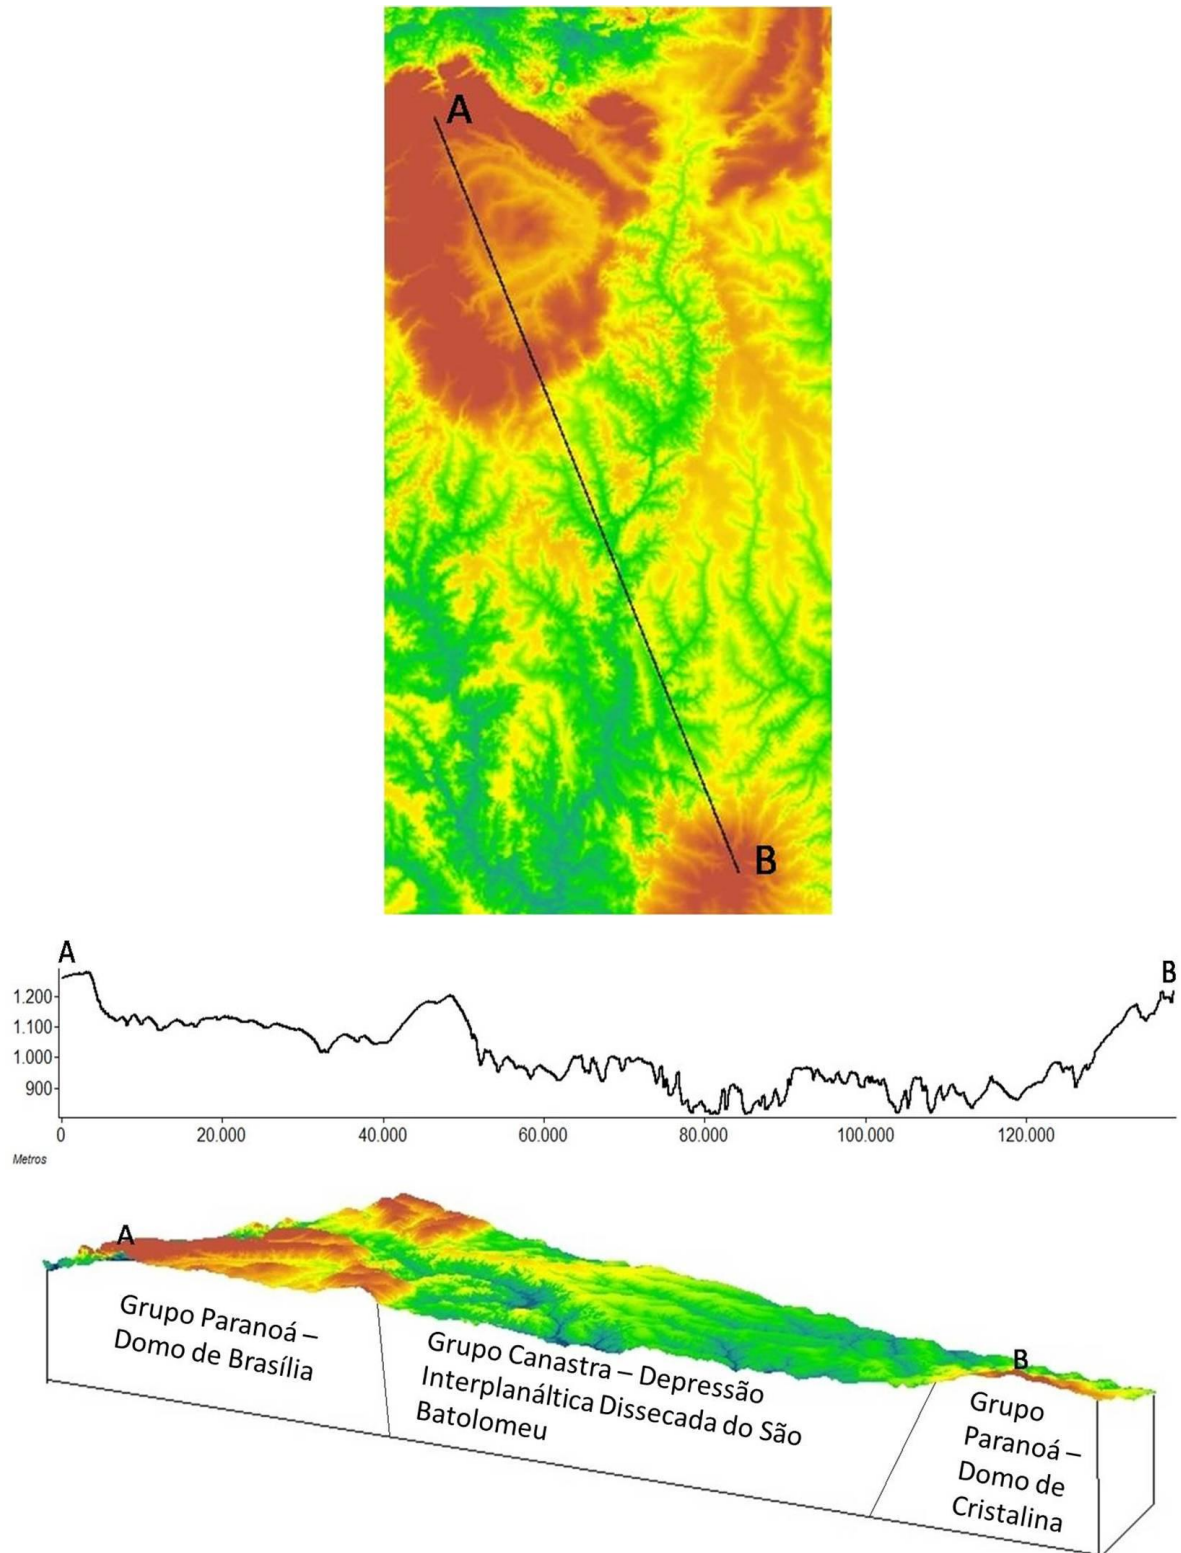 A
B
A
B
1.200
1.100
1.000
900
0
20.000
40.000
60.000
80.000
100.000
120.000
Metros
A
B
Grupo Paranoá –
Domo de Brasília
Grupo Canastra – Depressão
Interplanáltica Dissecada do São
Batolomeu
Grupo
Paranoá –
Domo de
Cristalina